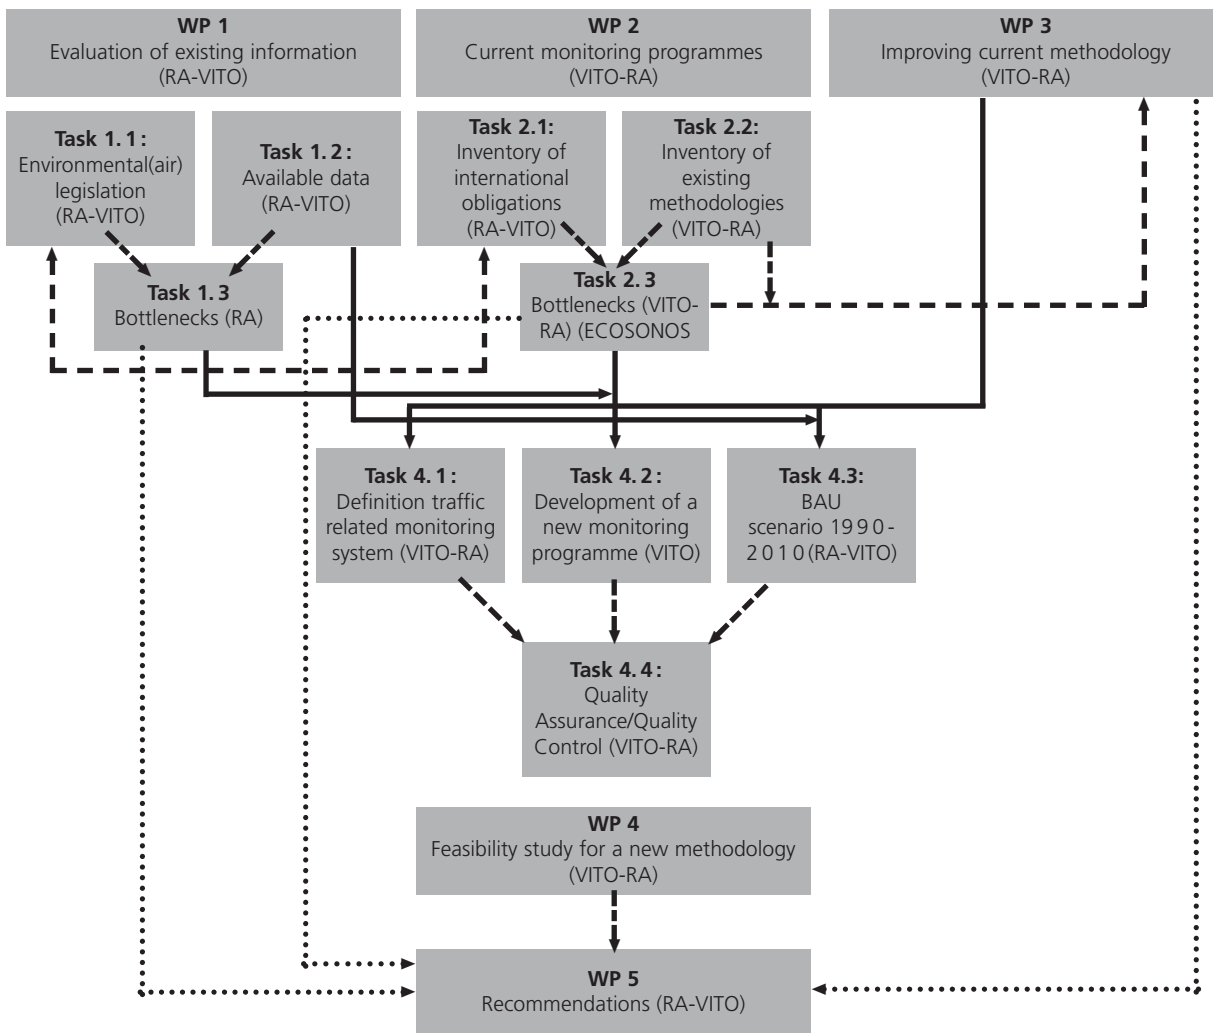 WP 1
Evaluation of existing information
(RA-VITO)
WP 2
Current monitoring programmes
(VITO-RA)
WP 3
Improving current methodology
(VITO-RA)
Task 1. 1 :
Environmental(air)
legislation
(RA-VITO)
Task 1. 2 :
Available data
(RA-VITO)
Task 2.1:
Inventory of
international
obligations
(RA-VITO)
Task 2.2:
Inventory of
existing
methodologies
(VITO-RA)
Task 1. 3
Bottlenecks (RA)
Task 2. 3
Bottlenecks (VITO-
RA) (ECOSONOS
Task 4. 1 :
Definition traffic
related monitoring
system (VITO-RA)
Task 4. 2 :
Development of a
new monitoring
programme (VITO)
Task 4.3:
BAU
scenario 1 9 9 0 -
2 0 1 0 (RA-VITO)
Task 4. 4 :
Quality
Assurance/Quality
Control (VITO-RA)
WP 4
Feasibility study for a new methodology
(VITO-RA)
WP 5
Recommendations (RA-VITO)